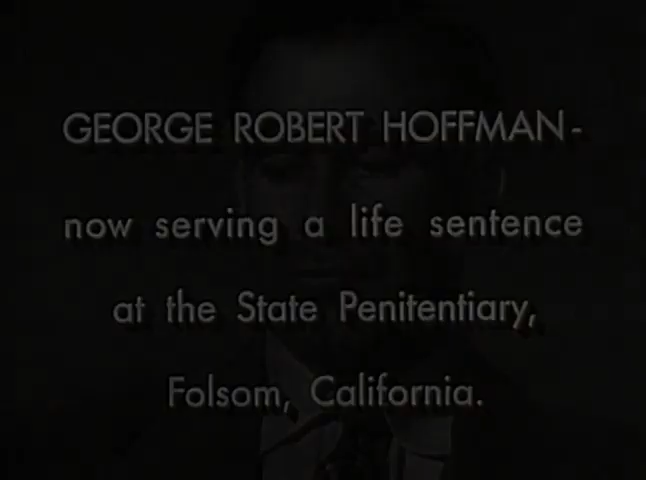 GEORGE ROBERT HOFFMAN-
now serving a life sentence
at the State Penitentiary,
Folsom, California.